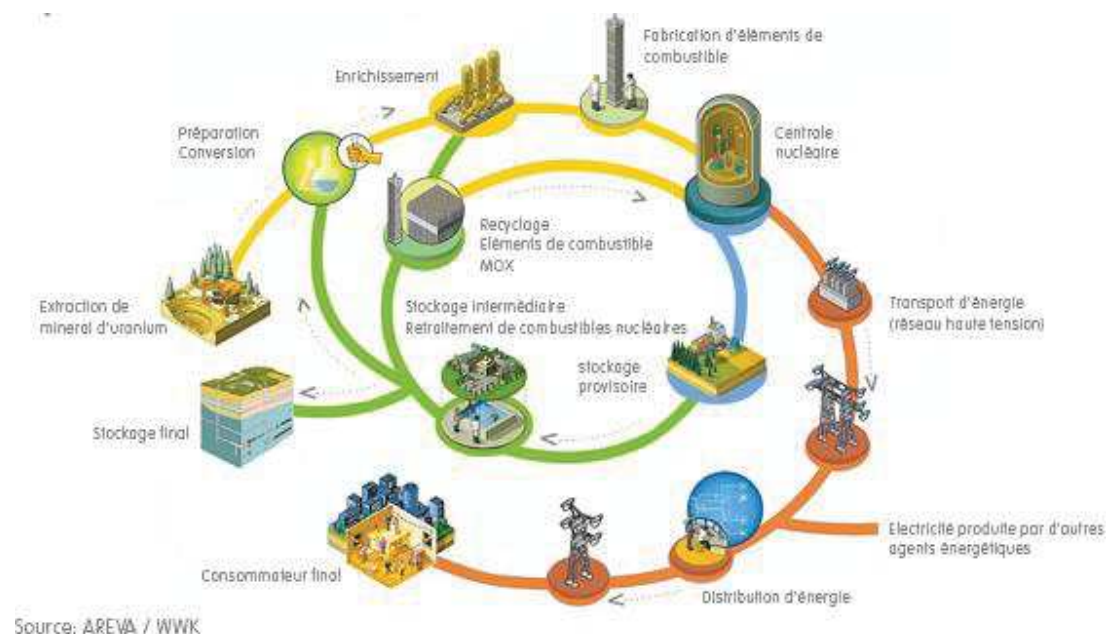 Fabrication d'éléments de
combustible
Enrichissement
Préparation
Conversion
Centrale
nucléaire
Recyclage
Eléments de combustible
MOX
Extraction de
mineral d'uranium
Stockage intermédiaire
Retraitement de combustibles nucléaires
Transport d'énergie
(réseau haute tension)
stockage
provisoire
Stockage final
Electricité produite par d'autres
agents énergétiques
Consommateur final
Distribution d'énergie
Source: AREVA / WWK